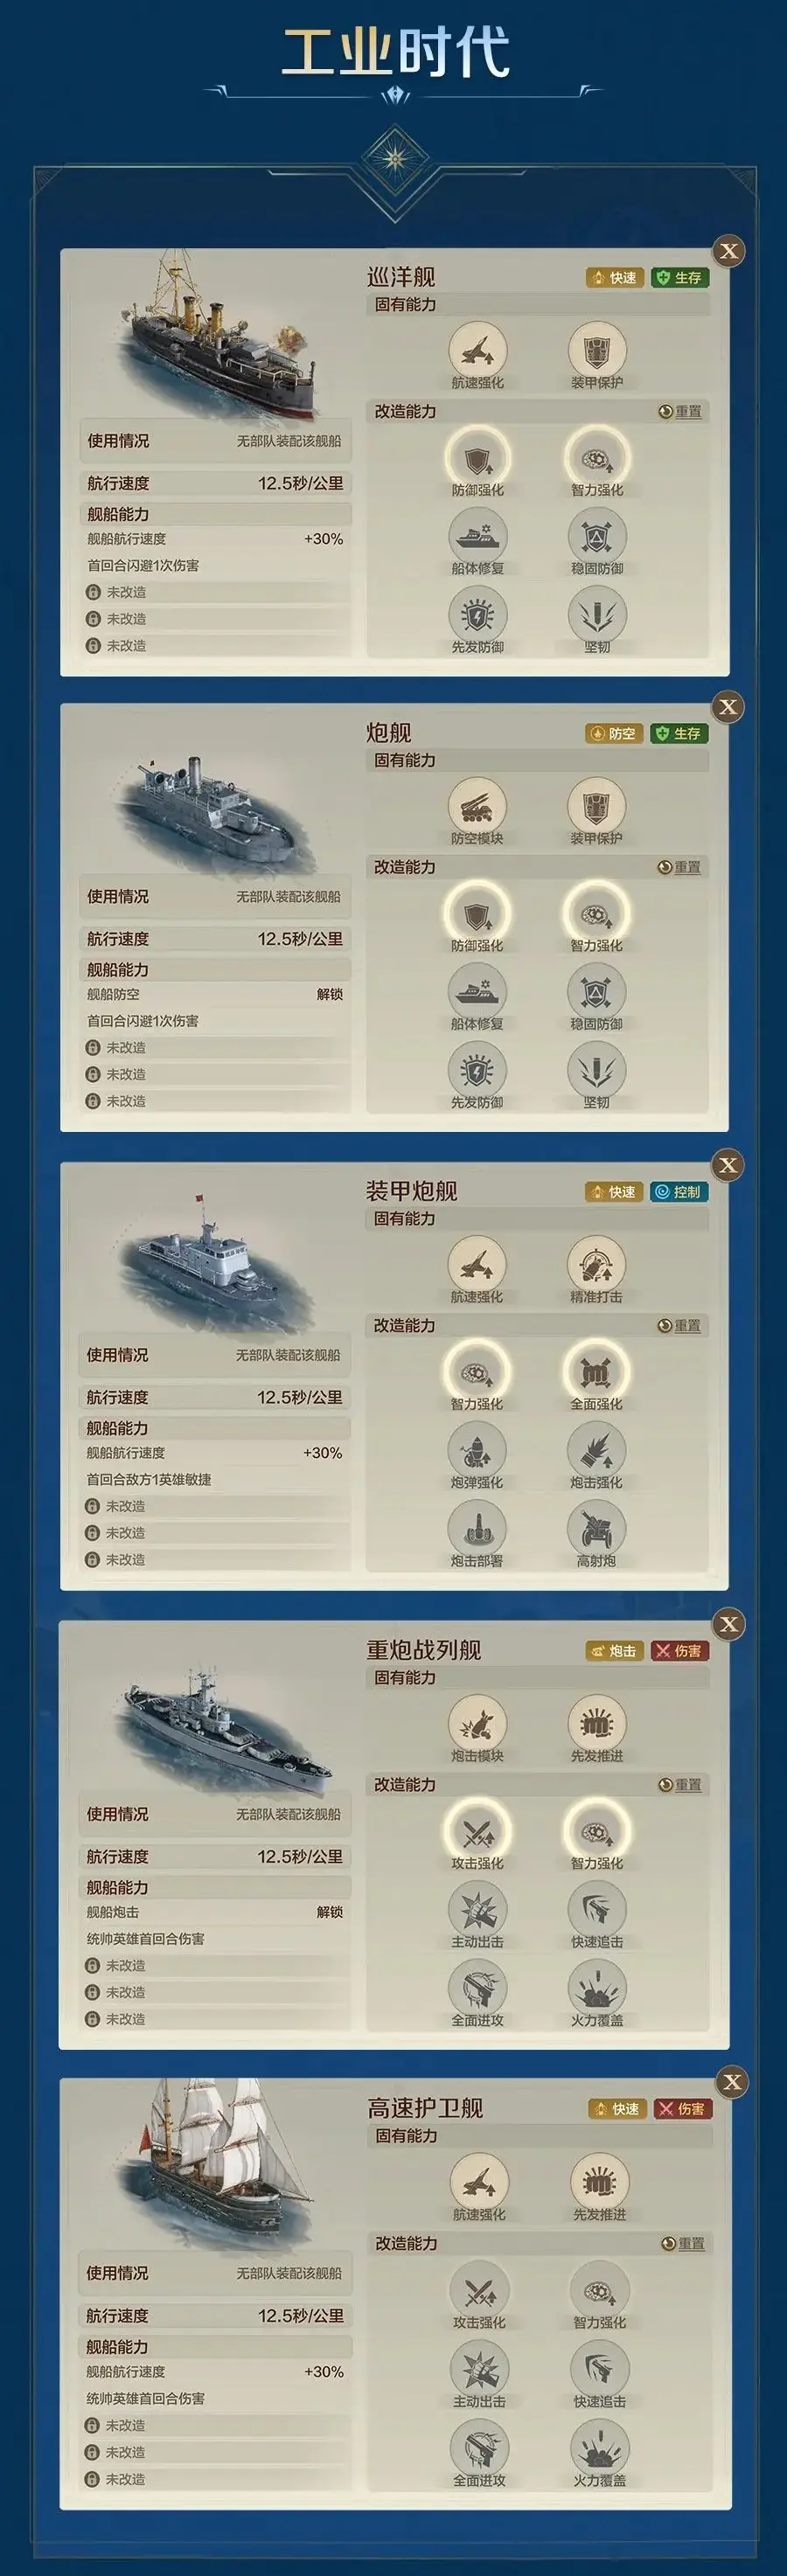 工业时代
X
巡洋舰 快速 生存
固有能力
航速强化 装甲保护
改造能力 重置
防御强化 智力强化
船体修复 稳固防御
先发防御 坚韧
使用情况 无部队装配该舰船
航行速度 12.5秒/公里
舰船能力
舰船航行速度 +30%
首回合闪避1次伤害
未改造
未改造
未改造
X
炮舰 防空 生存
固有能力
防空模块 装甲保护
改造能力 重置
防御强化 智力强化
船体修复 稳固防御
先发防御 坚韧
使用情况 无部队装配该舰船
航行速度 12.5秒/公里
舰船能力
舰船防空 解锁
首回合闪避1次伤害
未改造
未改造
未改造
X
装甲炮舰 快速 控制
固有能力
航速强化 精准打击
改造能力 重置
智力强化 全面强化
炮弹强化 炮击强化
炮击部署 高射炮
使用情况 无部队装配该舰船
航行速度 12.5秒/公里
舰船能力
舰船航行速度 +30%
首回合敌方1英雄敏捷
未改造
未改造
未改造
X
重炮战列舰 炮击 伤害
固有能力
炮击模块 先发推进
改造能力 重置
攻击强化 智力强化
主动出击 快速追击
全面进攻 火力覆盖
使用情况 无部队装配该舰船
航行速度 12.5秒/公里
舰船能力
舰船炮击 解锁
统帅英雄首回合伤害
未改造
未改造
未改造
X
高速护卫舰 快速 伤害
固有能力
航速强化 先发推进
改造能力 重置
攻击强化 智力强化
主动出击 快速追击
全面进攻 火力覆盖
使用情况 无部队装配该舰船
航行速度 12.5秒/公里
舰船能力
舰船航行速度 +30%
统帅英雄首回合伤害
未改造
未改造
未改造